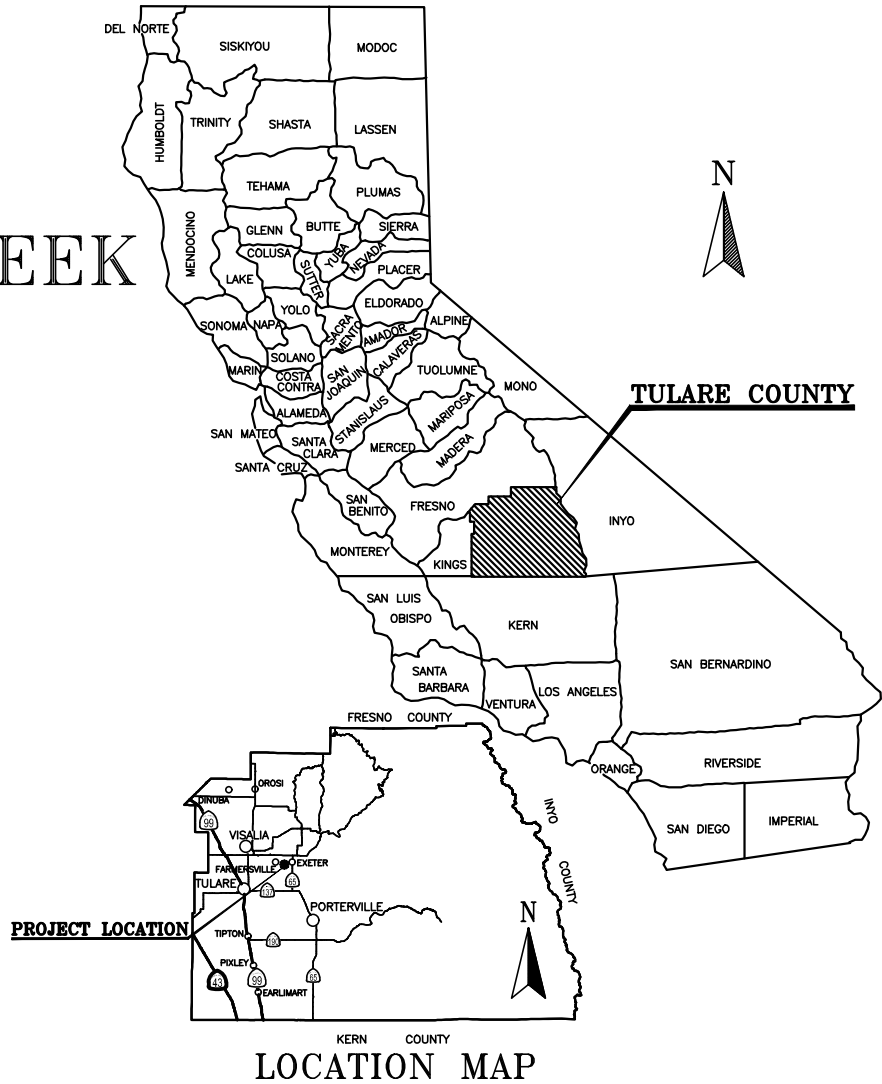 DEL NORTE
SISKIYOU
MODOC
HUMBOLDT
TRINITY
SHASTA
LASSEN
TEHAMA
PLUMAS
MENDOCINO
GLENN
BUTTE
SIERRA
COLUSA
LAKE
SUTTER
YUBA
NEVADA
PLACER
EEK
YOLO
ELDORADO
SONOMA
NAPA
SACRA
MENTO
AMADOR
ALPINE
SOLANO
CALAVERAS
MARIN
COSTA
CONTRA
SAN
JOAQUIN
TUOLUMNE
MONO
ALAMEDA
STANISLAUS
MARIPOSA
SAN MATEO
SANTA
CLARA
MERCED
MADERA
SANTA CRUZ
SAN
BENITO
FRESNO
INYO
MONTEREY
KINGS
N
TULARE COUNTY
SAN LUIS
OBISPO
KERN
SAN BERNARDINO
SANTA
BARBARA
VENTURA
LOS ANGELES
ORANGE
RIVERSIDE
SAN DIEGO
IMPERIAL
FRESNO COUNTY
OROSI
DINUBA
99
VISALIA
FARMERSVILLE
EXETER
TULARE
137
65
PORTERVILLE
PROJECT LOCATION
TIPTON
190
PIXLEY
43
99
65
EARLIMART
INYO
COUNTY
N
KERN COUNTY
LOCATION MAP